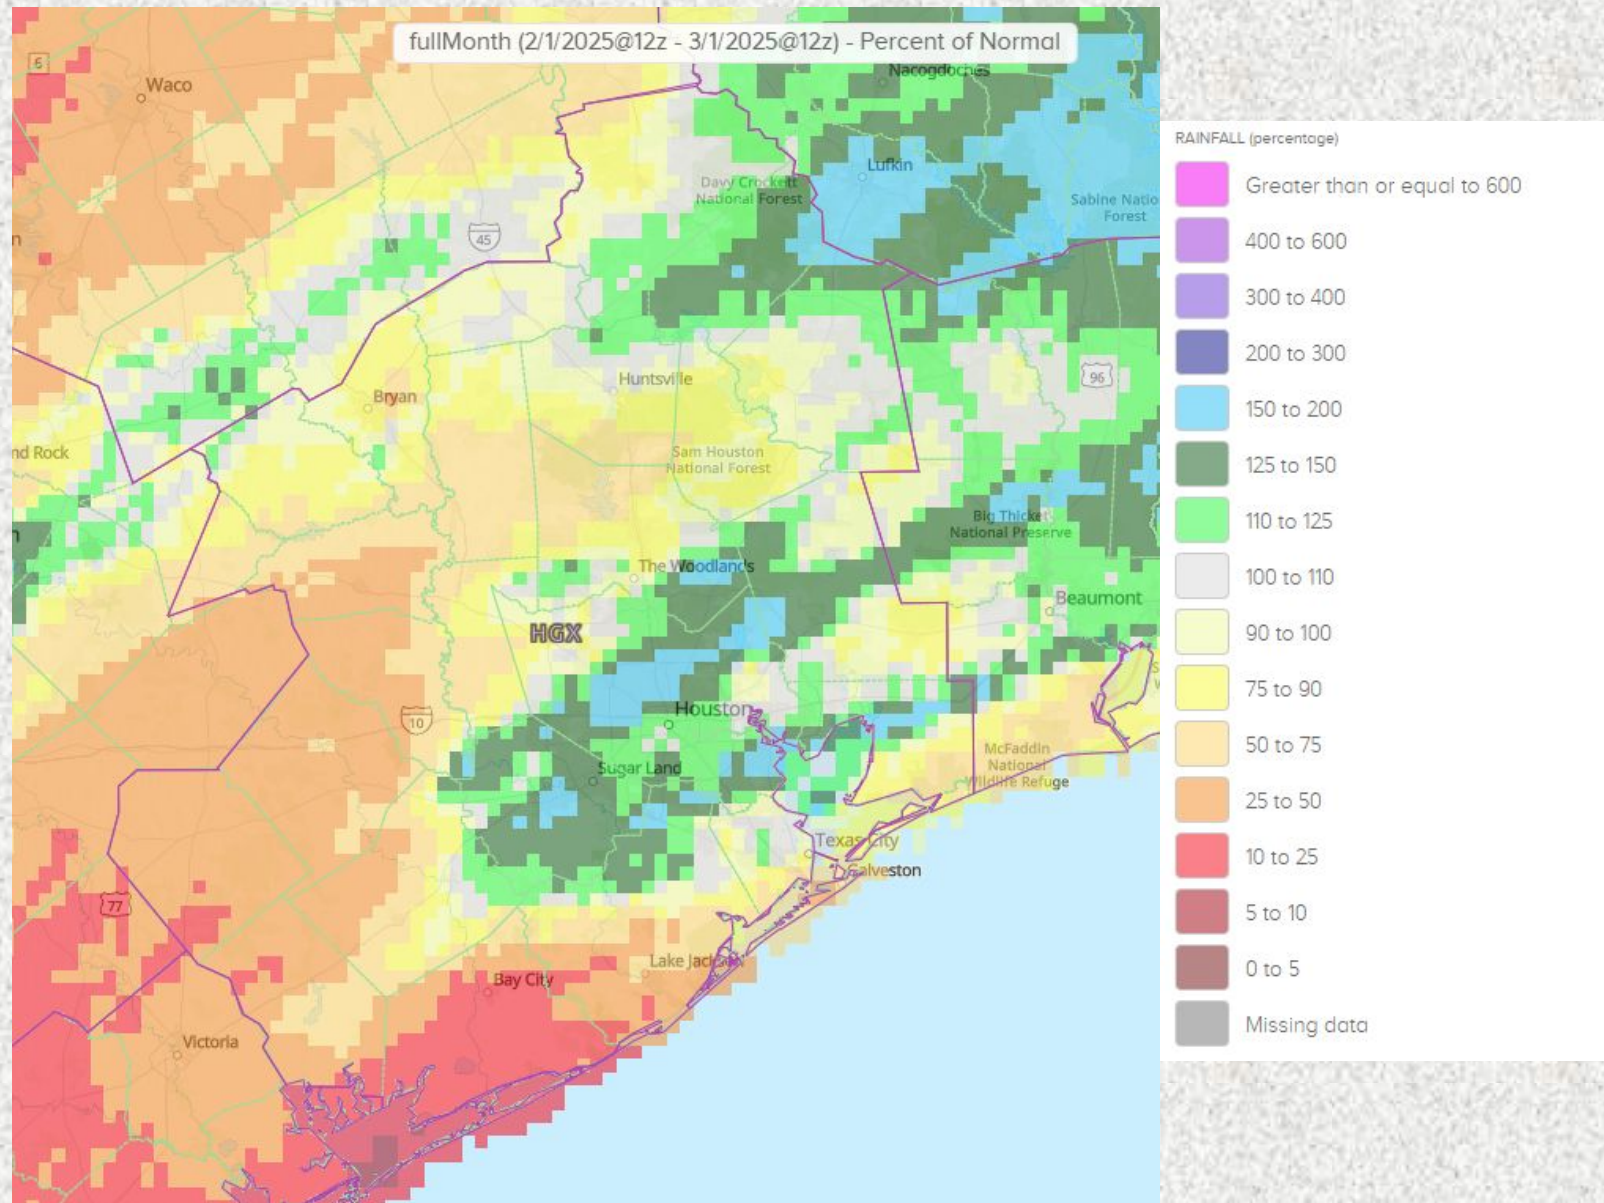 fullMonth (2/1/2025@12z - 3/1/2025@12z) - Percent of Normal
6
Waco
Nacogdoches
Lufkin
Davy Crockett
National Forest
Sabine Natio
Forest
45
n
96
Huntsville
Bryan
nd Rock
Sam Houston
National Forest
Big Thicket
National Preserve
n
The Woodlands
Beaumont
HGX
S
Houston
10
McFaddin
National
Wildlife Refuge
Sugar Land
Texas City
Galveston
77
Lake Jackson
Bay City
Victoria
RAINFALL (percentage)
Greater than or equal to 600
400 to 600
300 to 400
200 to 300
150 to 200
125 to 150
110 to 125
100 to 110
90 to 100
75 to 90
50 to 75
25 to 50
10 to 25
5 to 10
0 to 5
Missing data